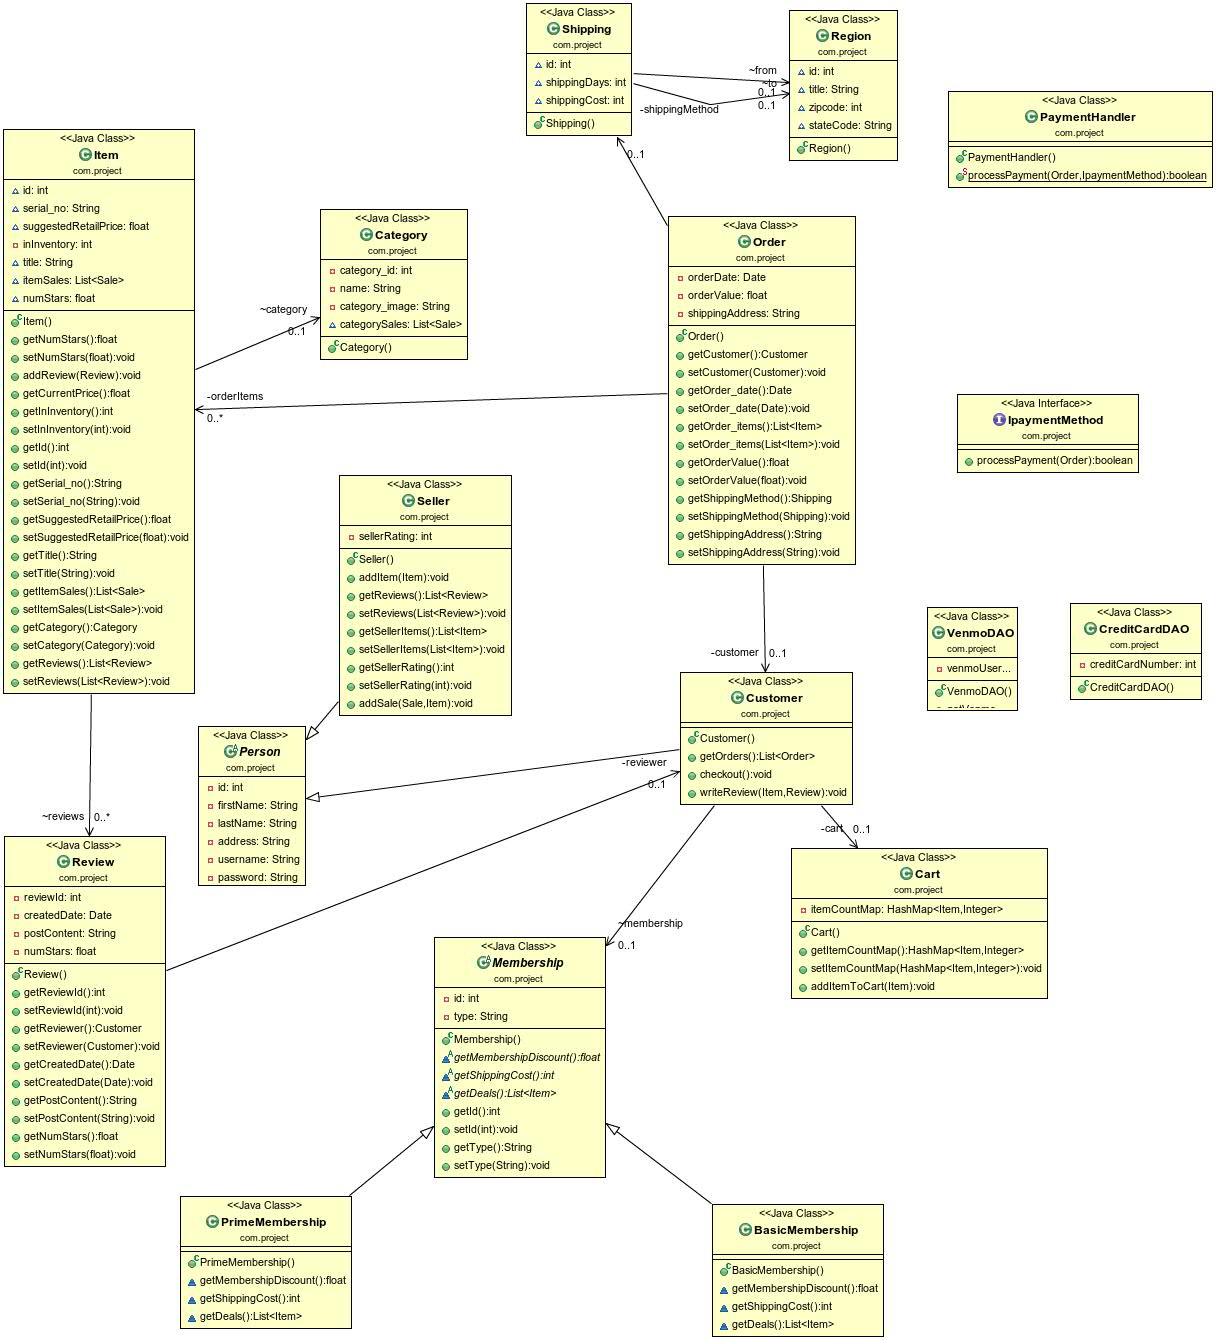 <<Java Class>>
Shipping
com.project
id: int
shippingDays: int
shippingCost: int
Shipping()
<<Java Class>>
Region
com.project
id: int
title: String
zipcode: int
stateCode: String
Region()
~from
~to
0..1
0..1
-shippingMethod
0..1
<<Java Class>>
PaymentHandler
com.project
PaymentHandler()
processPayment(Order,IpaymentMethod):boolean
<<Java Class>>
Item
com.project
id: int
serial_no: String
suggestedRetailPrice: float
inInventory: int
title: String
itemSales: List<Sale>
numStars: float
Item()
getNumStars():float
setNumStars(float):void
addReview(Review):void
getCurrentPrice():float
getInInventory():int
setInInventory(int):void
getId():int
setId(int):void
getSerial_no():String
setSerial_no(String):void
getSuggestedRetailPrice():float
setSuggestedRetailPrice(float):void
getTitle():String
setTitle(String):void
getItemSales():List<Sale>
setItemSales(List<Sale>):void
getCategory():Category
setCategory(Category):void
getReviews():List<Review>
setReviews(List<Review>):void
~category
0..1
<<Java Class>>
Category
com.project
category_id: int
name: String
category_image: String
categorySales: List<Sale>
Category()
-orderItems
0..*
<<Java Class>>
Order
com.project
orderDate: Date
orderValue: float
shippingAddress: String
Order()
getCustomer():Customer
setCustomer(Customer):void
getOrder_date():Date
setOrder_date(Date):void
getOrder_items():List<Item>
setOrder_items(List<Item>):void
getOrderValue():float
setOrderValue(float):void
getShippingMethod():Shipping
setShippingMethod(Shipping):void
getShippingAddress():String
setShippingAddress(String):void
<<Java Interface>>
IpaymentMethod
com.project
processPayment(Order):boolean
<<Java Class>>
Seller
com.project
sellerRating: int
Seller()
addItem(Item):void
getReviews():List<Review>
setReviews(List<Review>):void
getSellerItems():List<Item>
setSellerItems(List<Item>):void
getSellerRating():int
setSellerRating(int):void
addSale(Sale,Item):void
<<Java Class>>
VenmoDAO
com.project
venmoUser...
VenmoDAO()
<<Java Class>>
CreditCardDAO
com.project
creditCardNumber: int
CreditCardDAO()
-customer
0..1
<<Java Class>>
Customer
com.project
Customer()
getOrders():List<Order>
checkout():void
writeReview(Item,Review):void
<<Java Class>>
Person
com.project
id: int
firstName: String
lastName: String
address: String
username: String
password: String
-reviewer
0..1
~reviews
0..*
<<Java Class>>
Review
com.project
reviewId: int
createdDate: Date
postContent: String
numStars: float
Review()
getReviewId():int
setReviewId(int):void
getReviewer():Customer
setReviewer(Customer):void
getCreatedDate():Date
setCreatedDate(Date):void
getPostContent():String
setPostContent(String):void
getNumStars():float
setNumStars(float):void
-cart
0..1
<<Java Class>>
Cart
com.project
itemCountMap: HashMap<Item,Integer>
Cart()
getItemCountMap():HashMap<Item,Integer>
setItemCountMap(HashMap<Item,Integer>):void
addItemToCart(Item):void
~membership
0..1
<<Java Class>>
Membership
com.project
id: int
type: String
Membership()
getMembershipDiscount():float
getShippingCost():int
getDeals():List<Item>
getId():int
setId(int):void
getType():String
setType(String):void
<<Java Class>>
PrimeMembership
com.project
PrimeMembership()
getMembershipDiscount():float
getShippingCost():int
getDeals():List<Item>
<<Java Class>>
BasicMembership
com.project
BasicMembership()
getMembershipDiscount():float
getShippingCost():int
getDeals():List<Item>